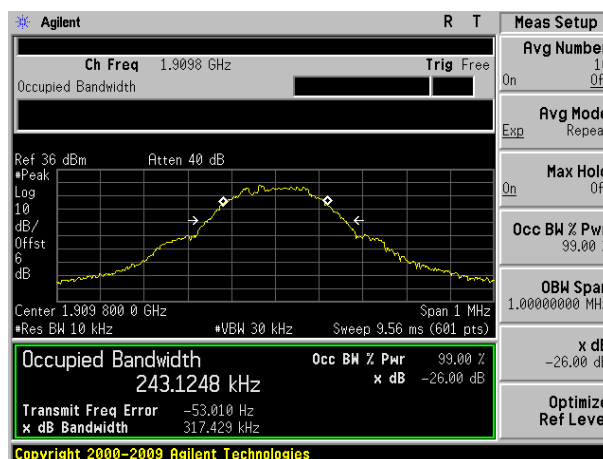 Agilent R T
Ch Freq 1.9098 GHz Trig Free
Occupied Bandwidth
Ref 36 dBm Atten 40 dB
#Peak
Log
10
dB/
Offst
6
dB
Center 1.909 800 0 GHz Span 1 MHz
#Res BW 10 kHz #VBW 30 kHz Sweep 9.56 ms (601 pts)
Occupied Bandwidth Occ BW % Pwr 99.00 %
243.1248 kHz x dB -26.00 dB
Transmit Freq Error -53.010 Hz
x dB Bandwidth 317.429 kHz
Copyright 2000-2009 Agilent Technologies
Meas Setup
Avg Number
10
On Of
Avg Mode
Exp Repea
Max Hold
On Of
Occ BW % Pwr
99.00
OBW Span
1.00000000 MH
x dB
-26.00 dB
Optimize
Ref Level